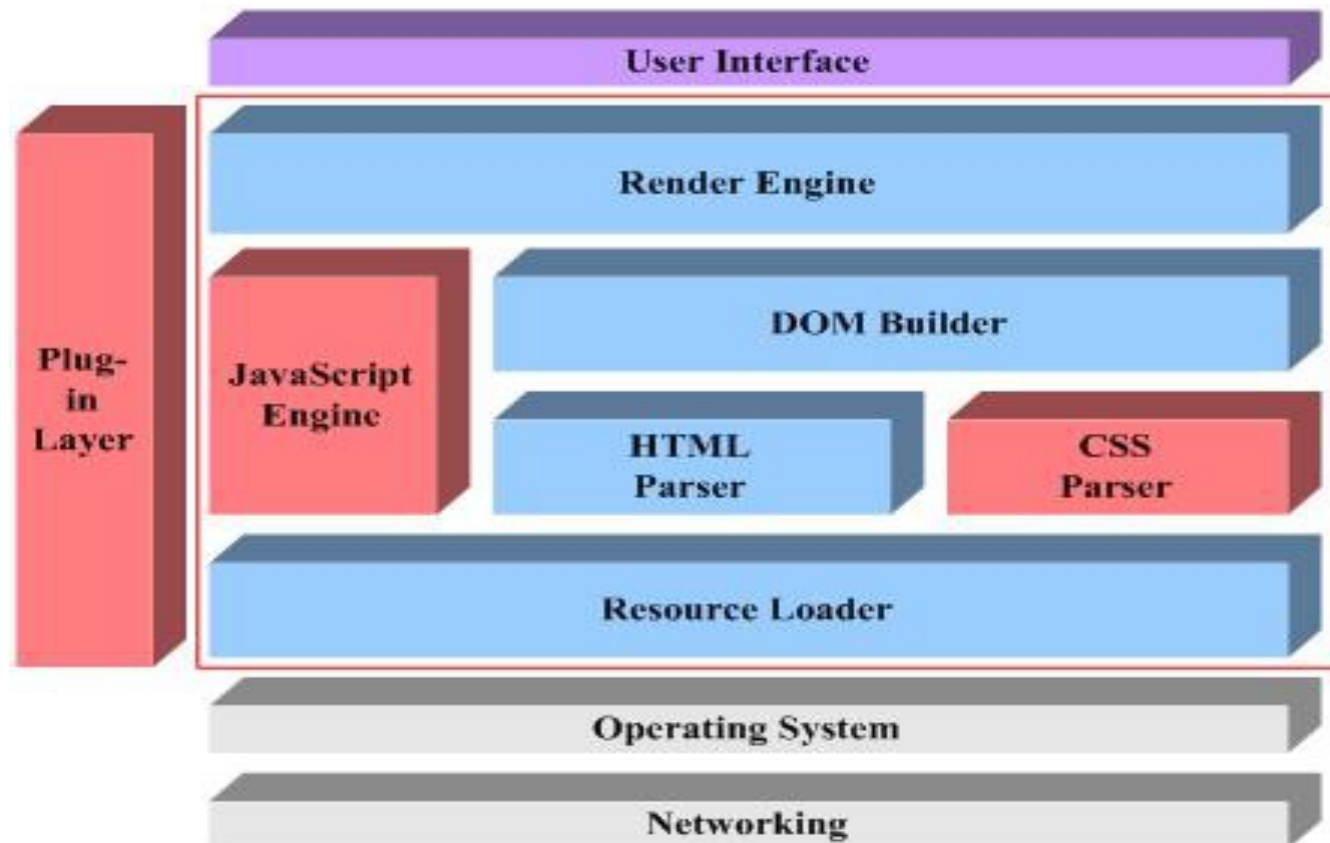 User Interface
Render Engine
Plug-
in
Layer
JavaScript
Engine
DOM Builder
HTML
Parser
CSS
Parser
Resource Loader
Operating System
Networking